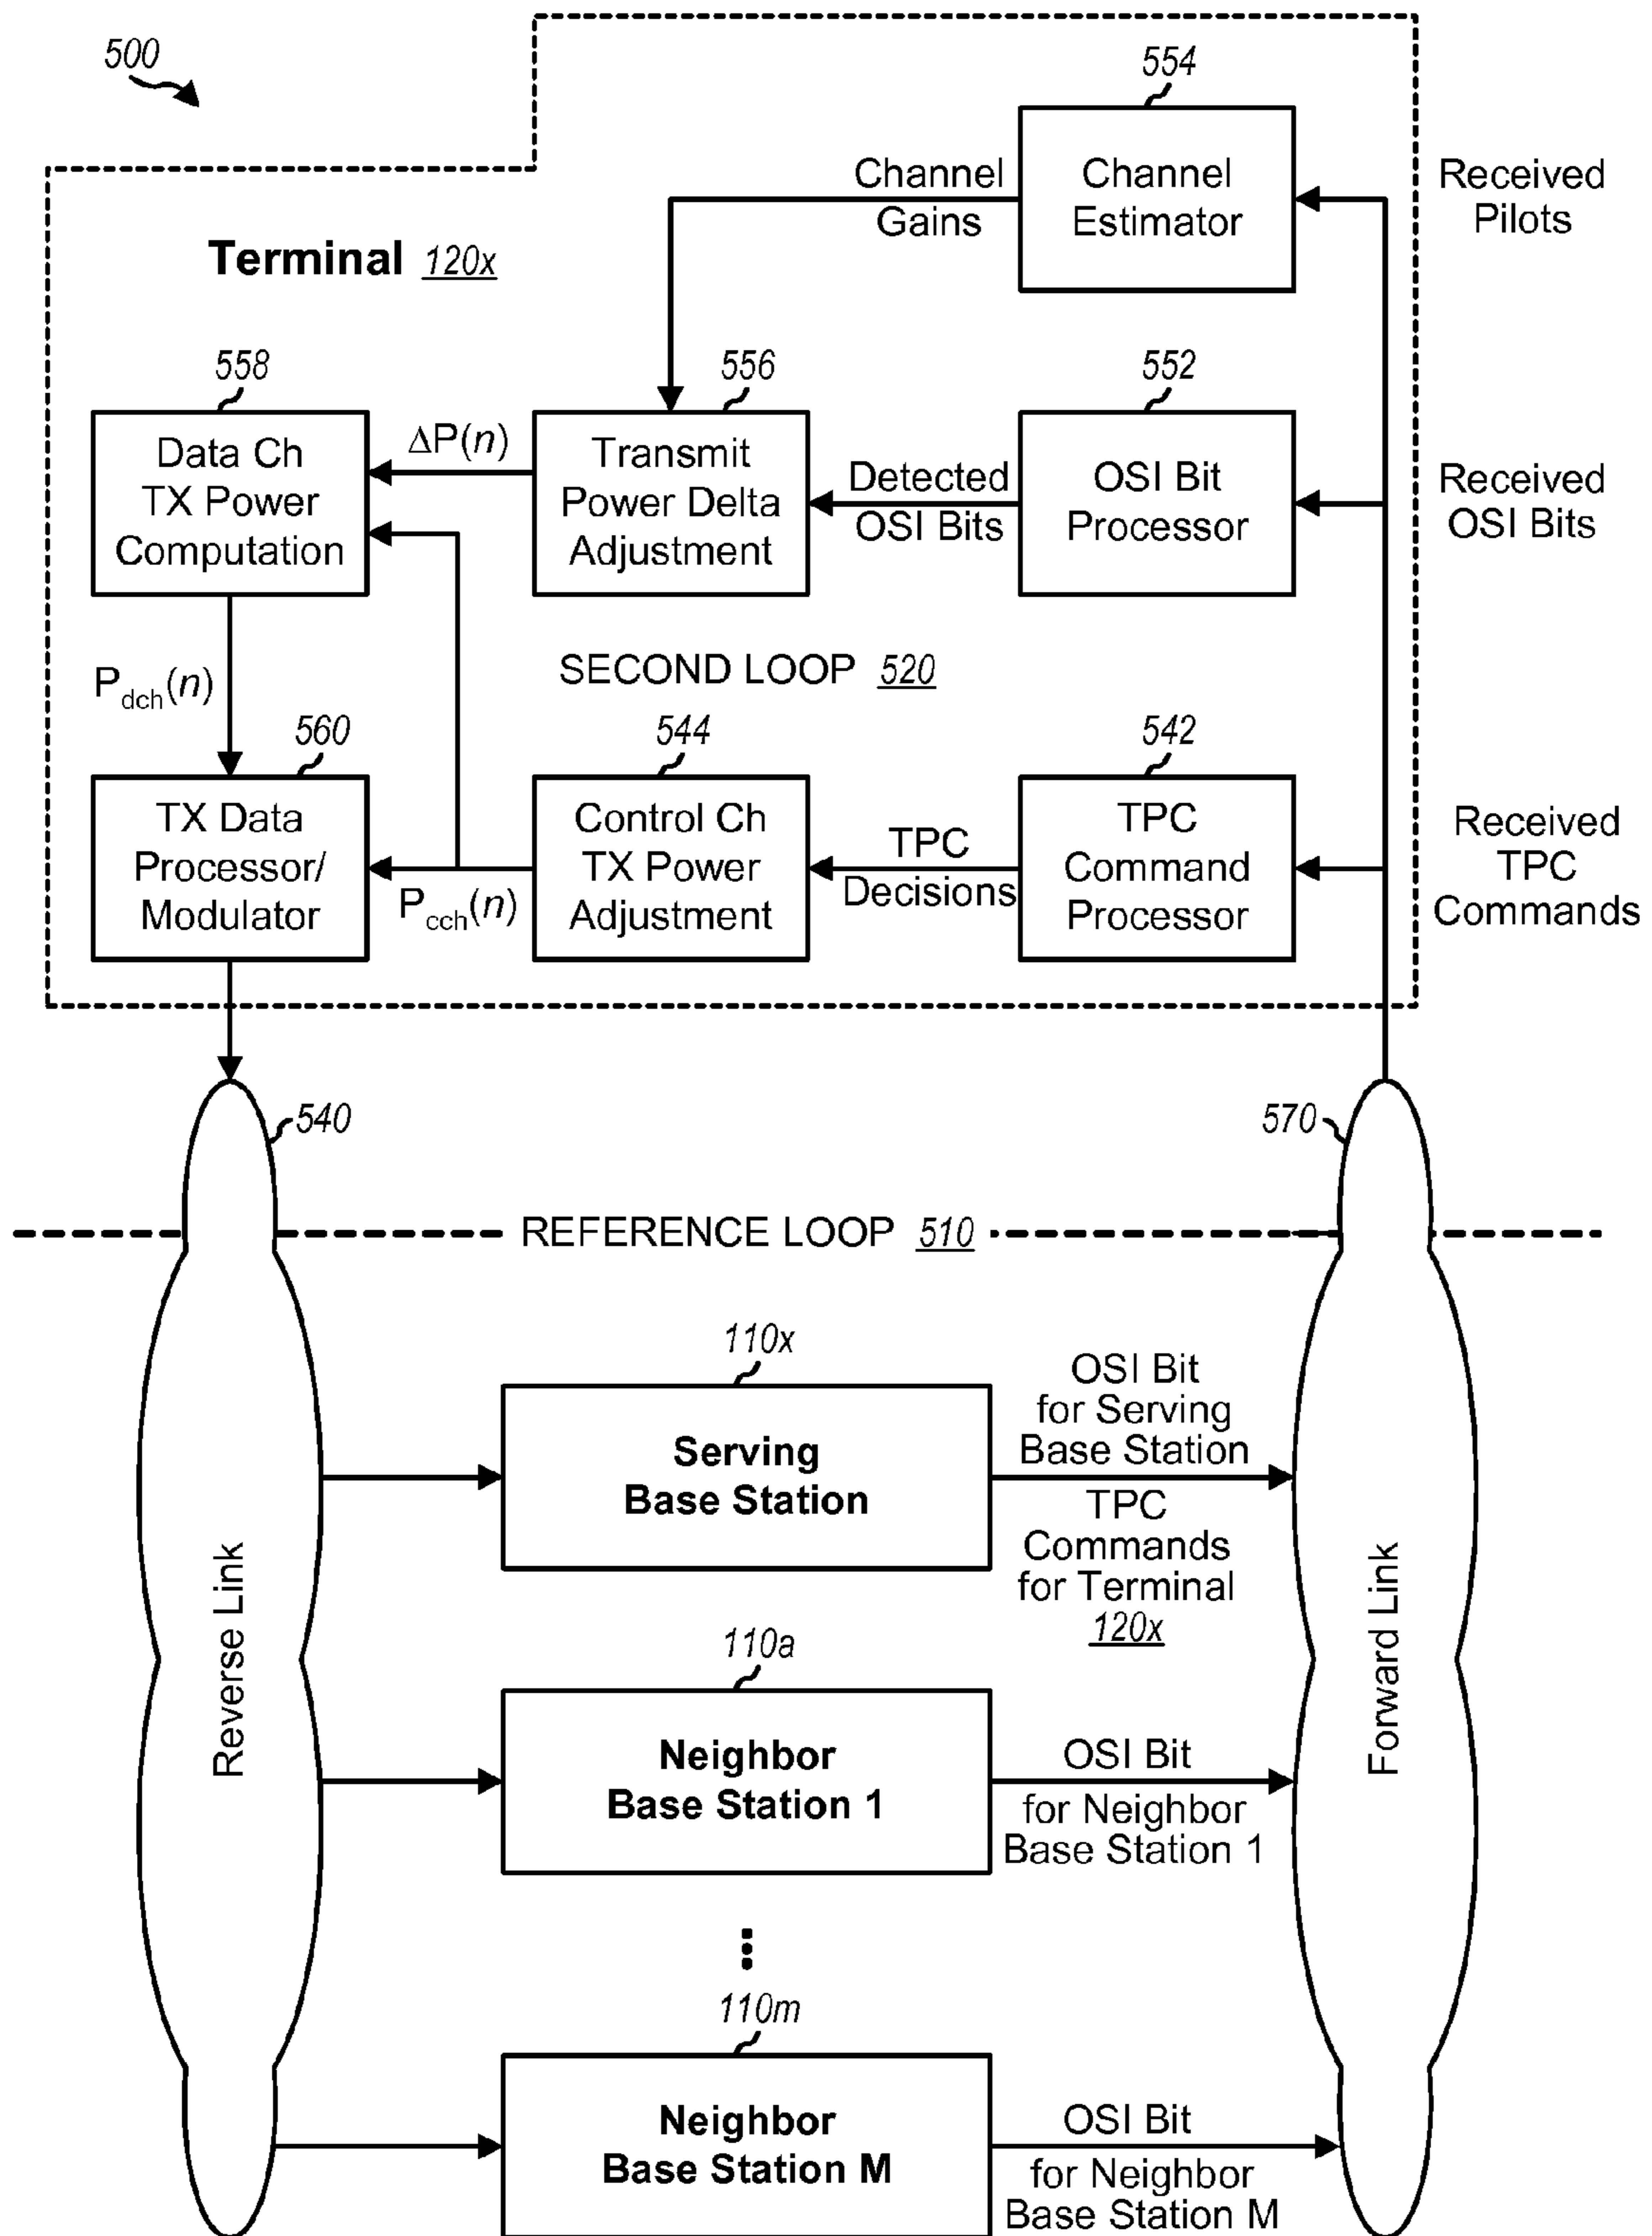 500
554
Channel
Gains
Channel
Estimator
Received
Pilots
Terminal 120x
558
556
552
Data Ch
TX Power
Computation
ΔP(n)
Transmit
Power Delta
Adjustment
Detected
OSI Bits
OSI Bit
Processor
Received
OSI Bits
SECOND LOOP 520
Pdch(n)
560
544
542
TX Data
Processor/
Modulator
Pcch(n)
Control Ch
TX Power
Adjustment
TPC
Decisions
TPC
Command
Processor
Received
TPC
Commands
540
570
REFERENCE LOOP 510
110x
Serving
Base Station
OSI Bit
for Serving
Base Station
TPC
Commands
for Terminal
120x
Reverse Link
Forward Link
110a
Neighbor
Base Station 1
OSI Bit
for Neighbor
Base Station 1
110m
Neighbor
Base Station M
OSI Bit
for Neighbor
Base Station M